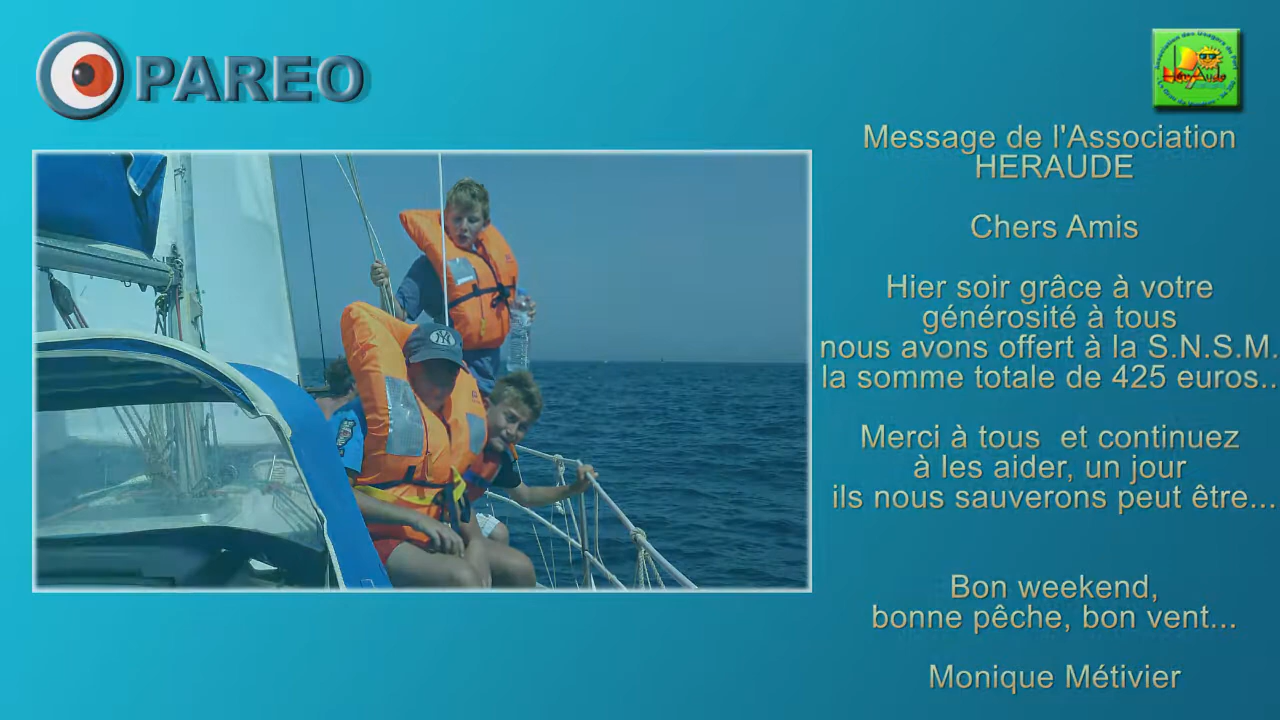 PAREO
Message de l'Association
HERAUDE
Chers Amis
Hier soir grâce à votre
générosité à tous
nous avons offert à la S.N.S.M.
la somme totale de 425 euros..
Merci à tous  et continuez
à les aider, un jour
ils nous sauverons peut être...
Bon weekend,
bonne pêche, bon vent...
Monique Métivier